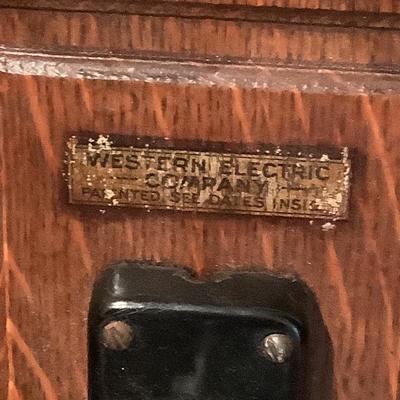 WESTERN ELECTRIC
COMPANY
PATENTED SEE DATES INSIDE